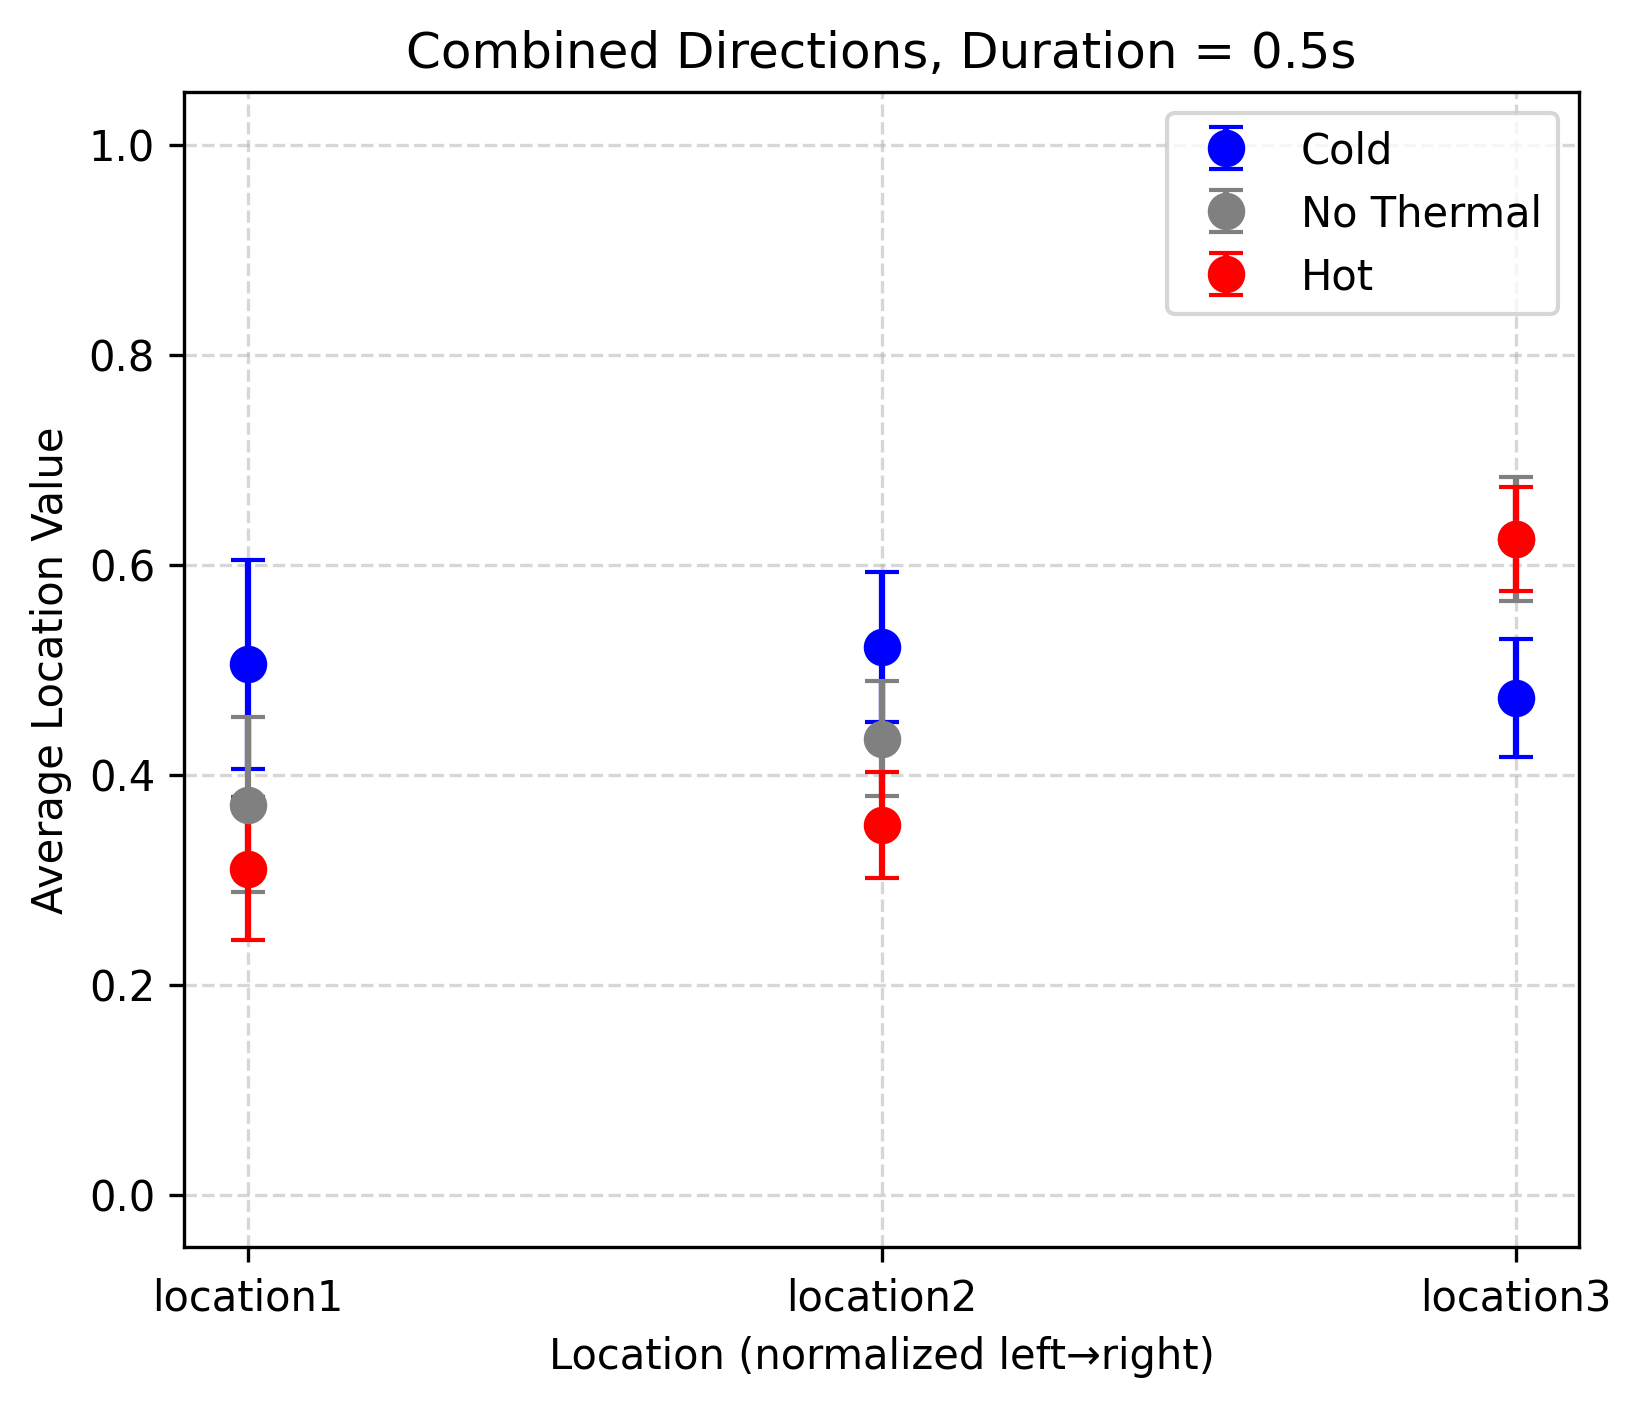 Combined Directions, Duration = 0.5s
Cold
No Thermal
Hot
Average Location Value
1.0
0.8
0.6
0.4
0.2
0.0
location1
location2
location3
Location (normalized left→right)